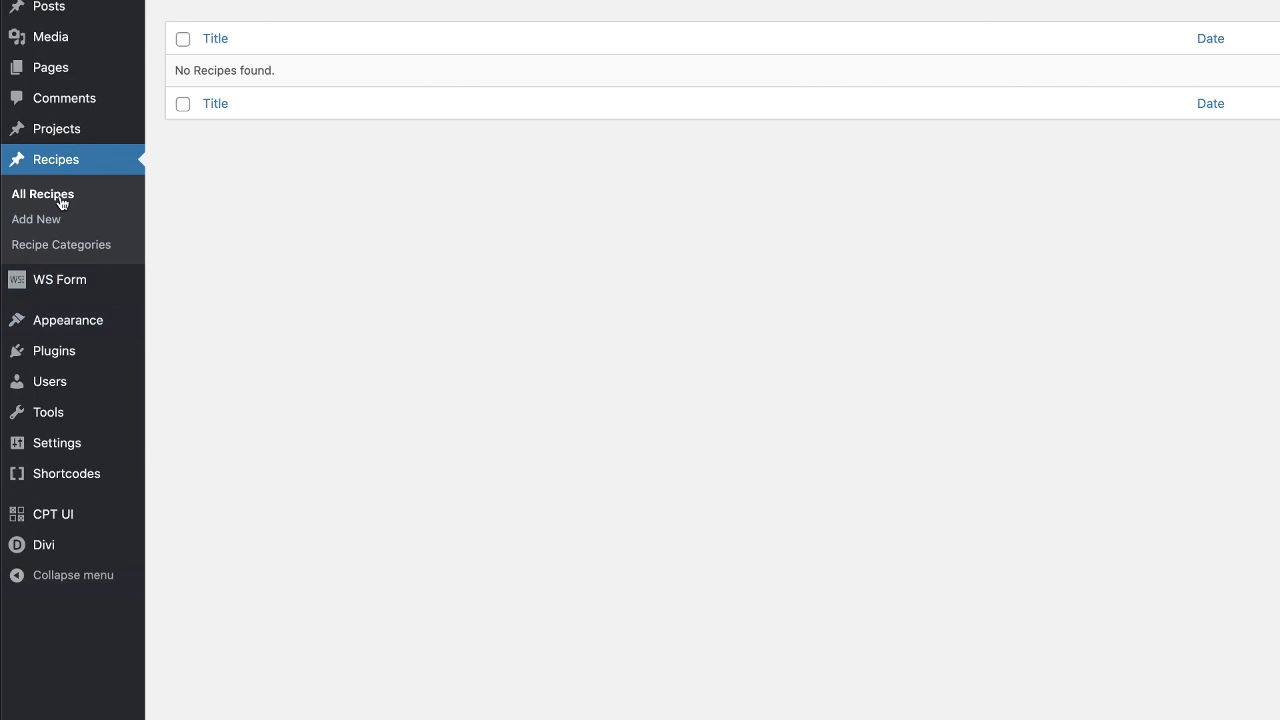 Posts
Media
Pages
Comments
Projects
Recipes
All Recipes
Add New
Recipe Categories
WS Form
Appearance
Plugins
Users
Tools
Settings
Shortcodes
CPT UI
Divi
Collapse menu
Title Date
No Recipes found.
Title Date